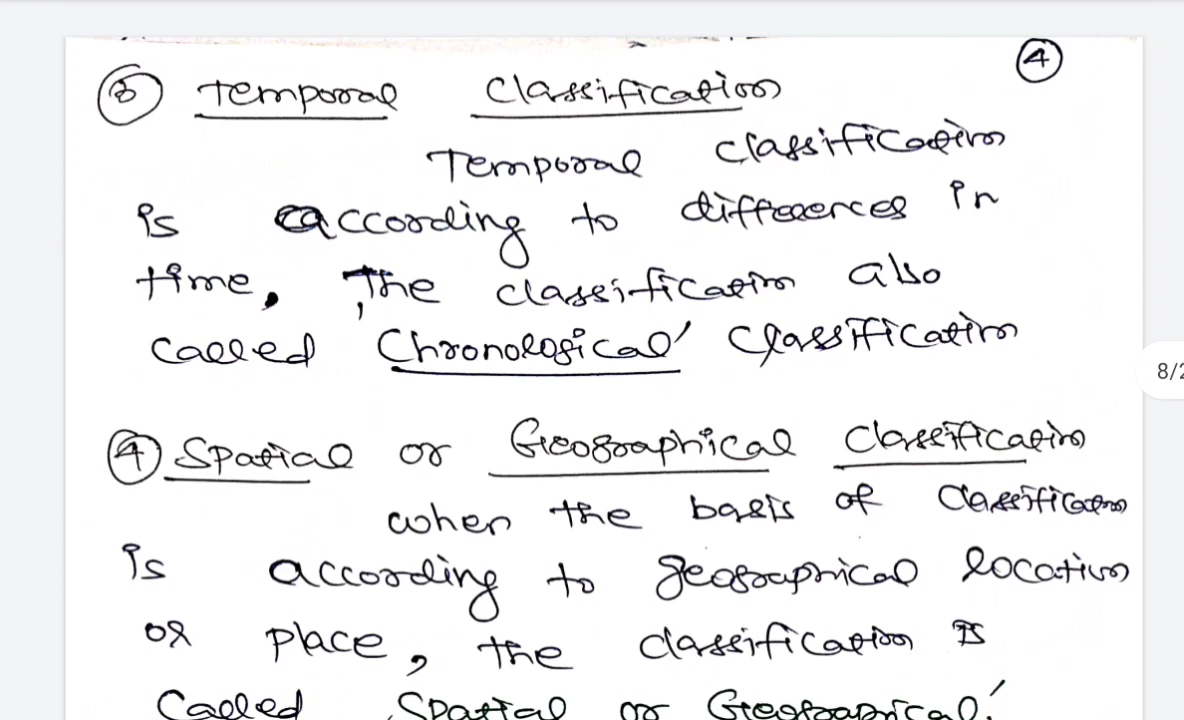 4
3 Temporal Classification
Temporal classification
is according to differences in
time, The classification also
called 'Chronological' Classification
4 Spatial or Geographical Classification
when the basis of Classification
is according to geographical location
or place, the classification is
Called 'Spatial or Geographical'
8/2